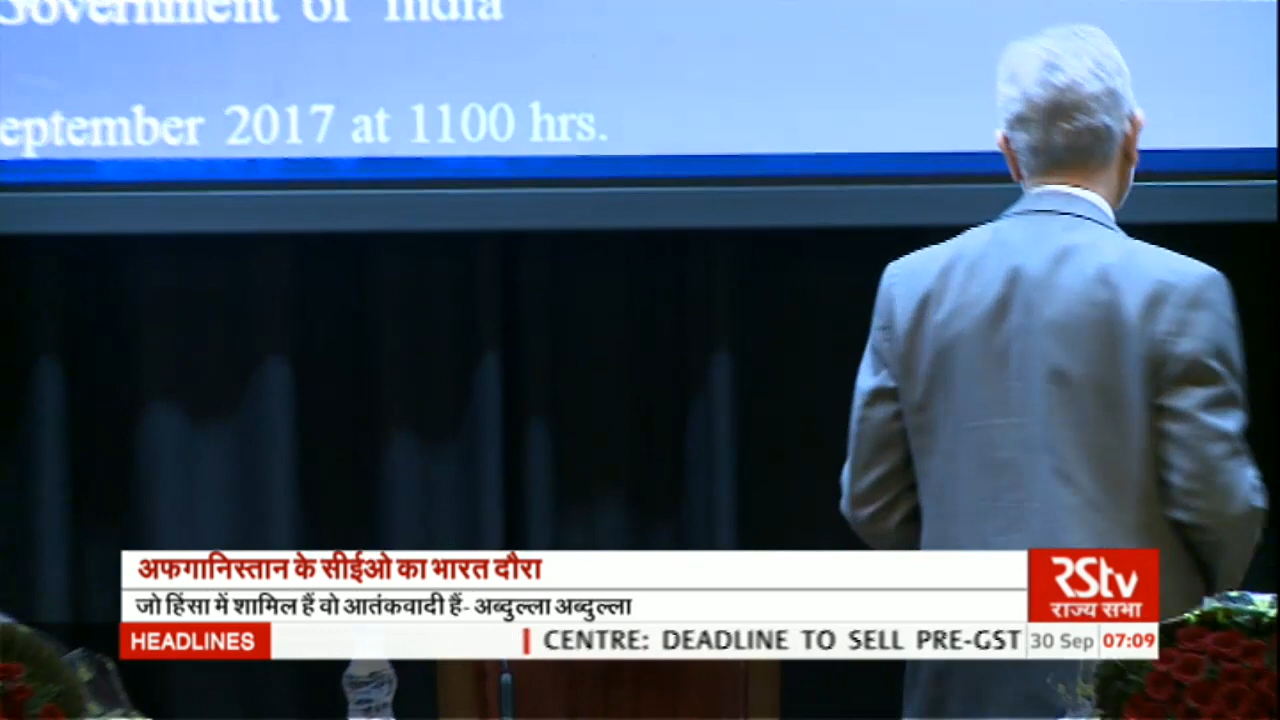 Government of India
eptember 2017 at 1100 hrs.
अफगानिस्तान के सीईओ का भारत दौरा
जो हिंसा में शामिल हैं वो आतंकवादी हैं- अब्दुल्ला अब्दुल्ला
RStv
राज्य सभा
HEADLINES
CENTRE: DEADLINE TO SELL PRE-GST
30 Sep
07:09